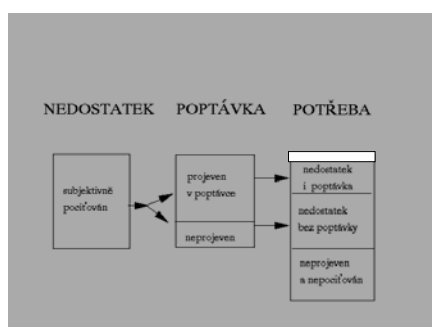 NEDOSTATEK POPTÁVKA POTŘEBA
subjektivně
pociťován
projeven
v poptávce
neprojeven
nedostatek
i poptávka
nedostatek
bez poptávky
neprojeven
a nepociťován